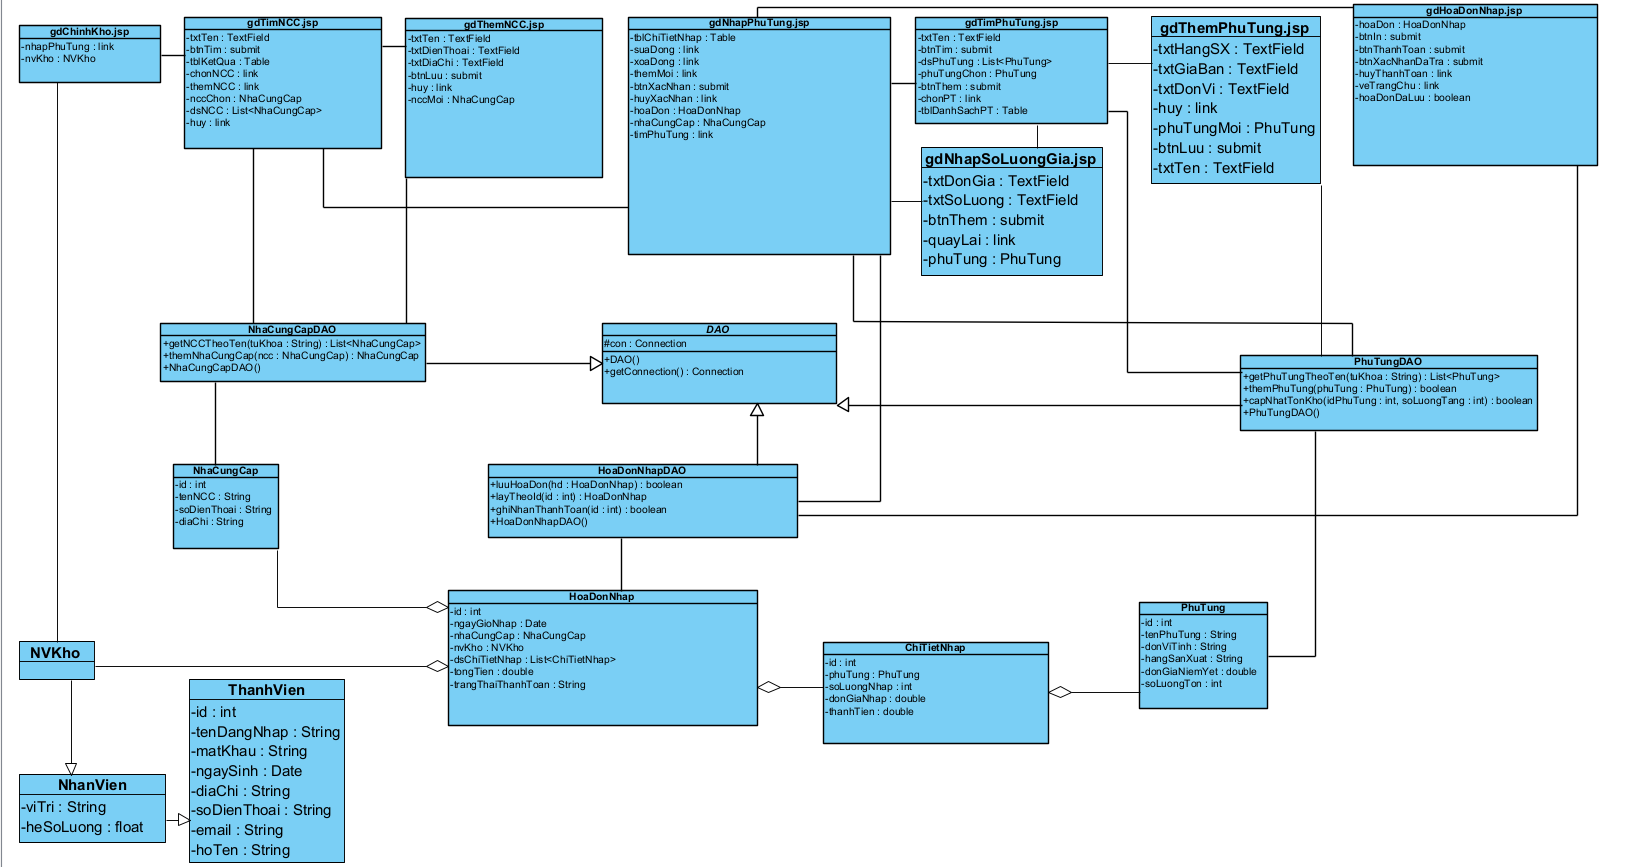 gdChinhKho.jsp
-nhapPhuTung : link
-nvKho : NVKho
gdTimNCC.jsp
-txtTen : TextField
-btnTim : submit
-tblKetQua : Table
-chonNCC : link
-themNCC : link
-nccChon : NhaCungCap
-dsNCC : List<NhaCungCap>
-huy : link
gdThemNCC.jsp
-txtTen : TextField
-txtDienThoai : TextField
-txtDiaChi : TextField
-btnLuu : submit
-huy : link
-nccMoi : NhaCungCap
gdNhapPhuTung.jsp
-tblChiTietNhap : Table
-suaDong : link
-xoaDong : link
-themMoi : link
-btnXacNhan : submit
-huyXacNhan : link
-hoaDon : HoaDonNhap
-nhaCungCap : NhaCungCap
-timPhuTung : link
gdTimPhuTung.jsp
-txtTen : TextField
-btnTim : submit
-dsPhuTung : List<PhuTung>
-phuTungChon : PhuTung
-btnThem : submit
-chonPT : link
-tblDanhSachPT : Table
gdThemPhuTung.jsp
-txtHangSX : TextField
-txtGiaBan : TextField
-txtDonVi : TextField
-huy : link
-phuTungMoi : PhuTung
-btnLuu : submit
-txtTen : TextField
gdHoaDonNhap.jsp
-hoaDon : HoaDonNhap
-btnIn : submit
-btnThanhToan : submit
-btnXacNhanDaTra : submit
-huyThanhToan : link
-veTrangChu : link
-hoaDonDaLuu : boolean
gdNhapSoLuongGia.jsp
-txtDonGia : TextField
-txtSoLuong : TextField
-btnThem : submit
-quayLai : link
-phuTung : PhuTung
NhaCungCapDAO
+getNCCTheoTen(tuKhoa : String) : List<NhaCungCap>
+themNhaCungCap(ncc : NhaCungCap) : NhaCungCap
+NhaCungCapDAO()
DAO
#con : Connection
+DAO()
+getConnection() : Connection
PhuTungDAO
+getPhuTungTheoTen(tuKhoa : String) : List<PhuTung>
+themPhuTung(phuTung : PhuTung) : boolean
+capNhatTonKho(idPhuTung : int, soLuongTang : int) : boolean
+PhuTungDAO()
NhaCungCap
-id : int
-tenNCC : String
-soDienThoai : String
-diaChi : String
HoaDonNhapDAO
+luuHoaDon(hd : HoaDonNhap) : boolean
+layTheoId(id : int) : HoaDonNhap
+ghiNhanThanhToan(id : int) : boolean
+HoaDonNhapDAO()
HoaDonNhap
-id : int
-ngayGioNhap : Date
-nhaCungCap : NhaCungCap
-nvKho : NVKho
-dsChiTietNhap : List<ChiTietNhap>
-tongTien : double
-trangThaiThanhToan : String
ChiTietNhap
-id : int
-phuTung : PhuTung
-soLuongNhap : int
-donGiaNhap : double
-thanhTien : double
PhuTung
-id : int
-tenPhuTung : String
-donViTinh : String
-hangSanXuat : String
-donGiaNiemYet : double
-soLuongTon : int
NVKho
ThanhVien
-id : int
-tenDangNhap : String
-matKhau : String
-ngaySinh : Date
-diaChi : String
-soDienThoai : String
-email : String
-hoTen : String
NhanVien
-viTri : String
-heSoLuong : float